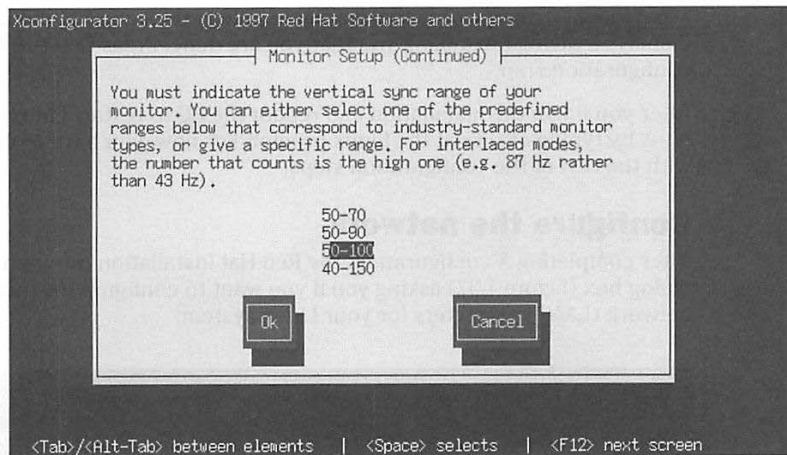 Xconfigurator 3.25 - (C) 1997 Red Hat Software and others
Monitor Setup (Continued)
You must indicate the vertical sync range of your
monitor. You can either select one of the predefined
ranges below that correspond to industry-standard monitor
types, or give a specific range. For interlaced modes,
the number that counts is the high one (e.g. 87 Hz rather
than 43 Hz).
50-70
50-90
50-100
40-150
Ok
Cancel
<Tab>/<Alt-Tab> between elements | <Space> selects | <F12> next screen